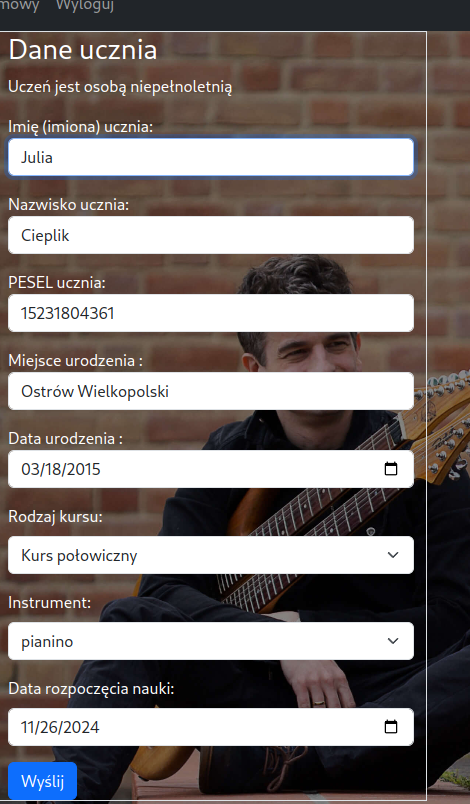 Wyloguj
Dane ucznia
Uczeń jest osobą niepełnoletnią
Imię (imiona) ucznia:
Julia
Nazwisko ucznia:
Cieplik
PESEL ucznia:
15231804361
Miejsce urodzenia :
Ostrów Wielkopolski
Data urodzenia :
03/18/2015
Rodzaj kursu:
Kurs połowiczny
Instrument:
pianino
Data rozpoczęcia nauki:
11/26/2024
Wyślij